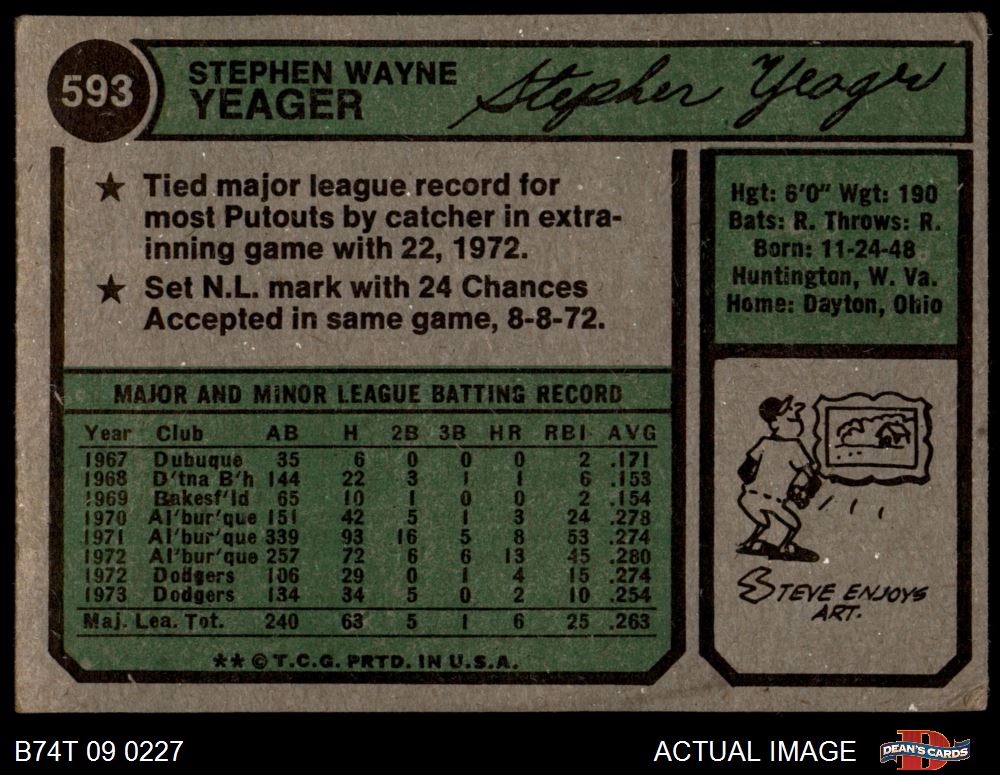 593
STEPHEN WAYNE
YEAGER
Stephen Yeager
★ Tied major league record for
most Putouts by catcher in extra-
inning game with 22, 1972.
★ Set N.L. mark with 24 Chances
Accepted in same game, 8-8-72.
Hgt: 6'0" Wgt: 190
Bats: R. Throws: R.
Born: 11-24-48
Huntington, W. Va.
Home: Dayton, Ohio
MAJOR AND MINOR LEAGUE BATTING RECORD
Year Club AB H 2B 3B HR RBI AVG
1967 Dubuque 35 6 0 0 0 2 .171
1968 D'tna B'h 144 22 3 1 1 6 .153
1969 Bakesf'ld 65 10 1 0 0 2 .154
1970 Al'bur'que 151 42 5 1 3 24 .278
1971 Al'bur'que 339 93 16 5 8 53 .274
1972 Al'bur'que 257 72 6 6 13 45 .280
1972 Dodgers 106 29 0 1 4 15 .274
1973 Dodgers 134 34 5 0 2 10 .254
Maj. Lea. Tot. 240 63 5 1 6 25 .263
** © T.C.G. PRTD. IN U.S.A.
STEVE ENJOYS
ART.
B74T 09 0227
ACTUAL IMAGE
DEAN'S CARDS